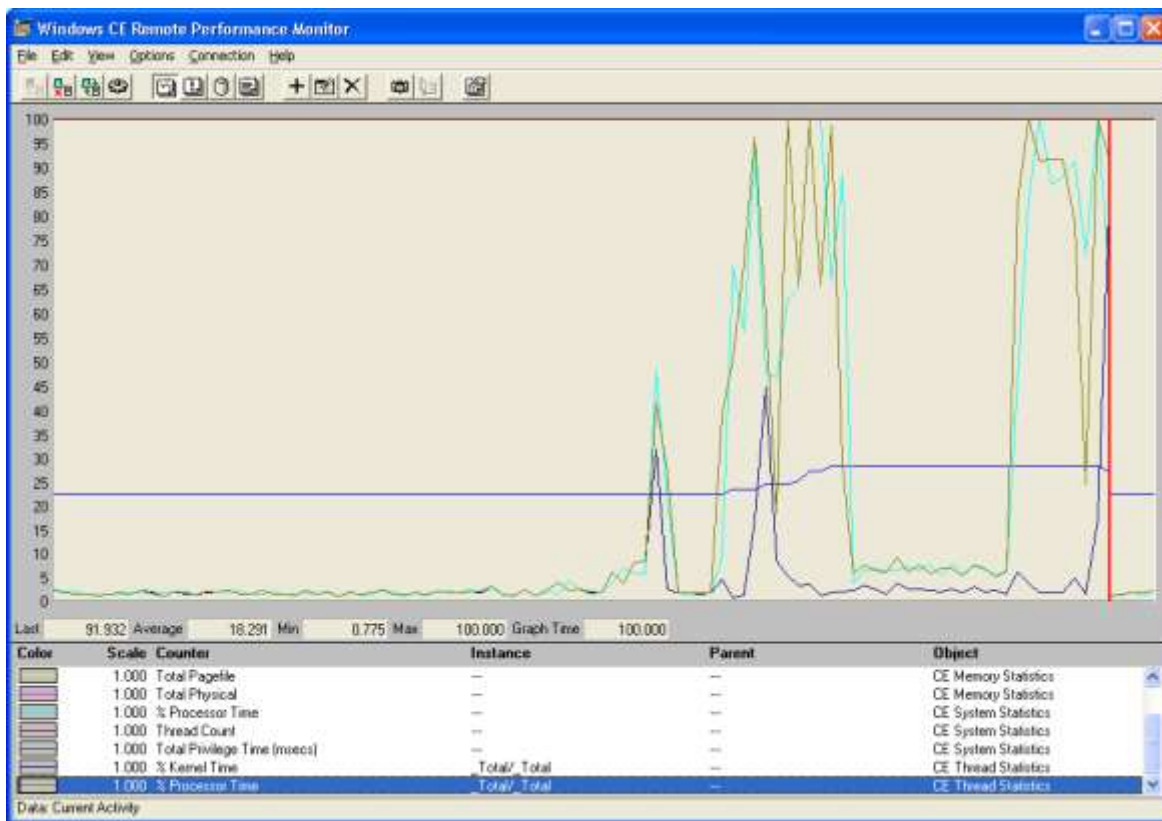 Windows CE Remote Performance Monitor
File Edit View Options Connection Help
100
95
90
85
80
75
70
65
60
55
50
45
40
35
30
25
20
15
10
5
0
Last 91.932 Average 18.291 Min 0.775 Max 100.000 Graph Time 100.000
Color Scale Counter Instance Parent Object
1.000 Total Pagefile --- --- CE Memory Statistics
1.000 Total Physical --- --- CE Memory Statistics
1.000 % Processor Time --- --- CE System Statistics
1.000 Thread Count --- --- CE System Statistics
1.000 Total Privilege Time (msecs) --- --- CE System Statistics
1.000 % Kernel Time _Total/_Total --- CE Thread Statistics
1.000 % Processor Time _Total/_Total --- CE Thread Statistics
Data: Current Activity